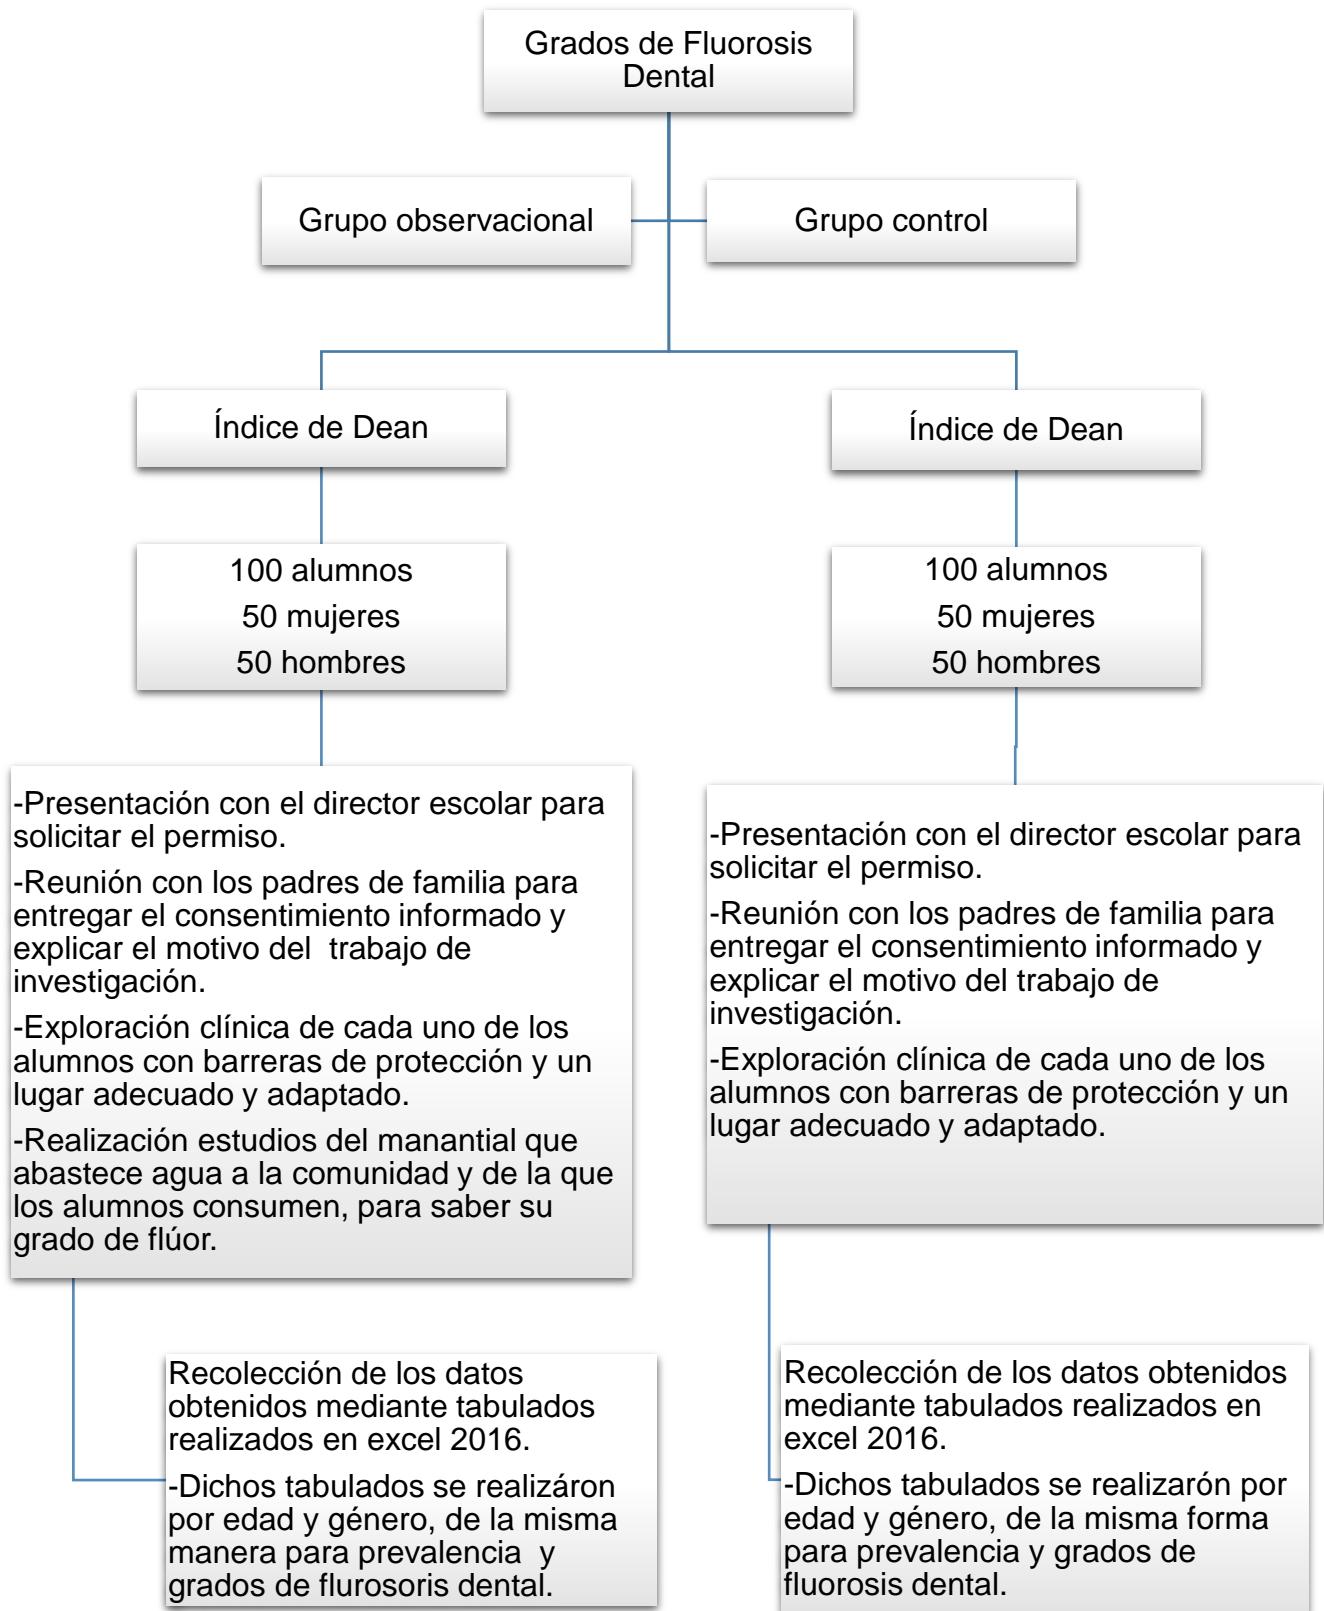 Grados de Fluorosis
Dental
Grupo observacional
Grupo control
Índice de Dean
Índice de Dean
100 alumnos
50 mujeres
50 hombres
100 alumnos
50 mujeres
50 hombres
-Presentación con el director escolar para
solicitar el permiso.
-Reunión con los padres de familia para
entregar el consentimiento informado y
explicar el motivo del trabajo de
investigación.
-Exploración clínica de cada uno de los
alumnos con barreras de protección y un
lugar adecuado y adaptado.
-Realización estudios del manantial que
abastece agua a la comunidad y de la que
los alumnos consumen, para saber su
grado de flúor.
-Presentación con el director escolar para
solicitar el permiso.
-Reunión con los padres de familia para
entregar el consentimiento informado y
explicar el motivo del trabajo de
investigación.
-Exploración clínica de cada uno de los
alumnos con barreras de protección y un
lugar adecuado y adaptado.
Recolección de los datos
obtenidos mediante tabulados
realizados en excel 2016.
-Dichos tabulados se realizáron
por edad y género, de la misma
manera para prevalencia y
grados de flurosoris dental.
Recolección de los datos obtenidos
mediante tabulados realizados en
excel 2016.
-Dichos tabulados se realizarón por
edad y género, de la misma forma
para prevalencia y grados de
fluorosis dental.